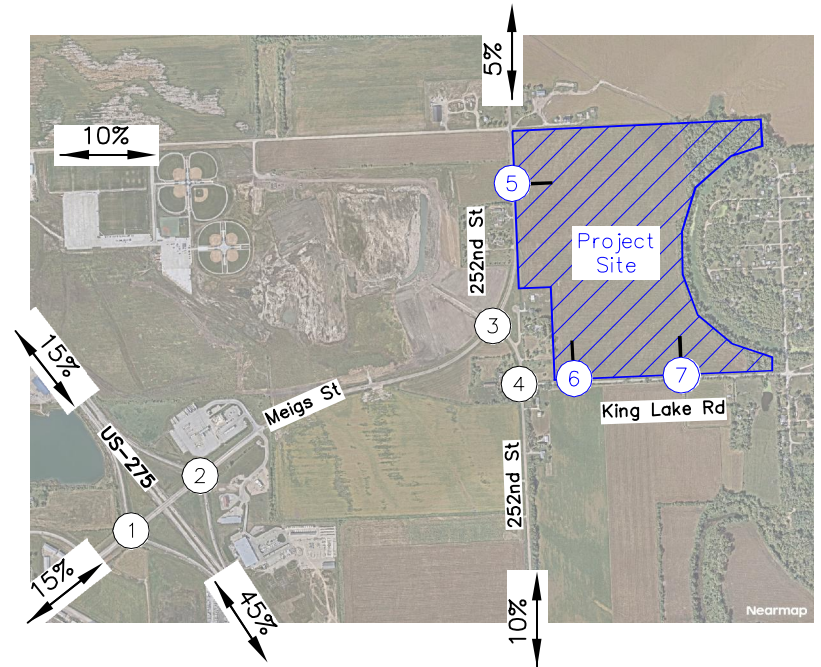 5%
10%
5
252nd St
Project
Site
3
15%
4
6
7
Meigs St
King Lake Rd
US-275
2
252nd St
1
15%
45%
10%
Nearmap